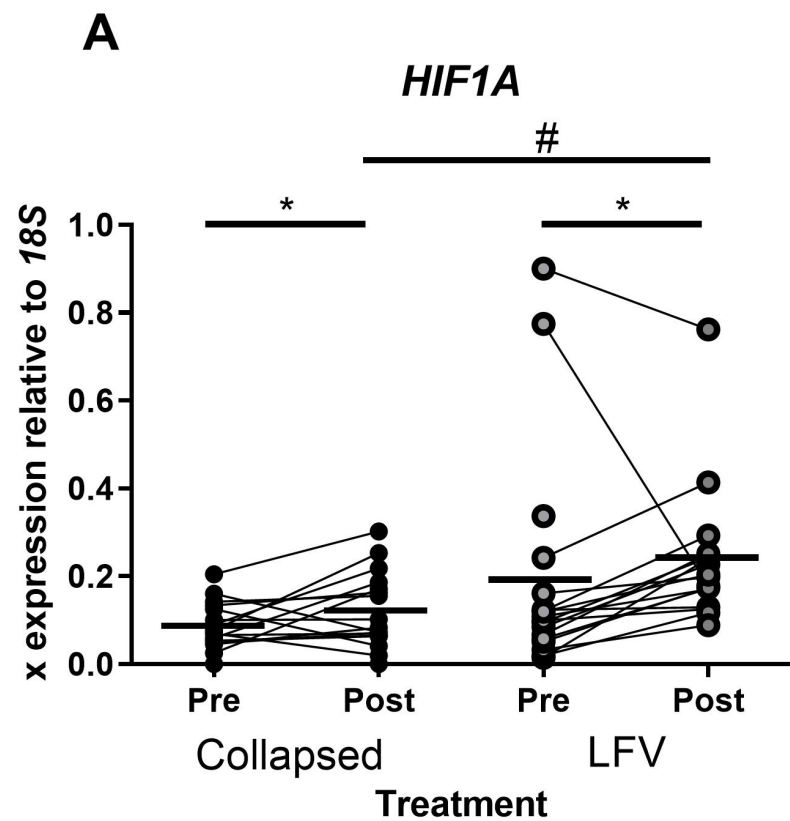 A
HIF1A
#
* *
x expression relative to 18S
1.0
0.8
0.6
0.4
0.2
0.0
Pre Post Pre Post
Collapsed LFV
Treatment